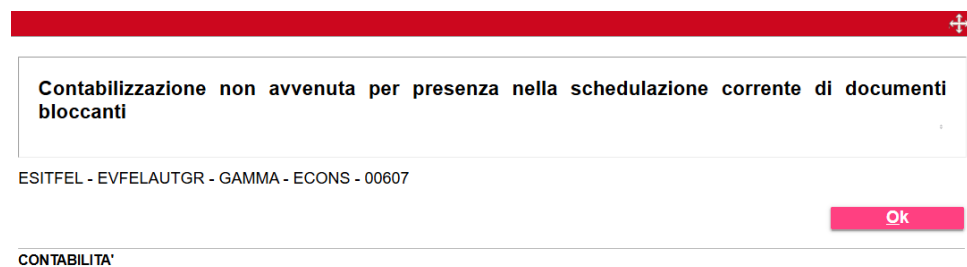 Contabilizzazione non avvenuta per presenza nella schedulazione corrente di documenti
bloccanti
ESITFEL - EVFELAUTGR - GAMMA - ECONS - 00607
Ok
CONTABILITA'